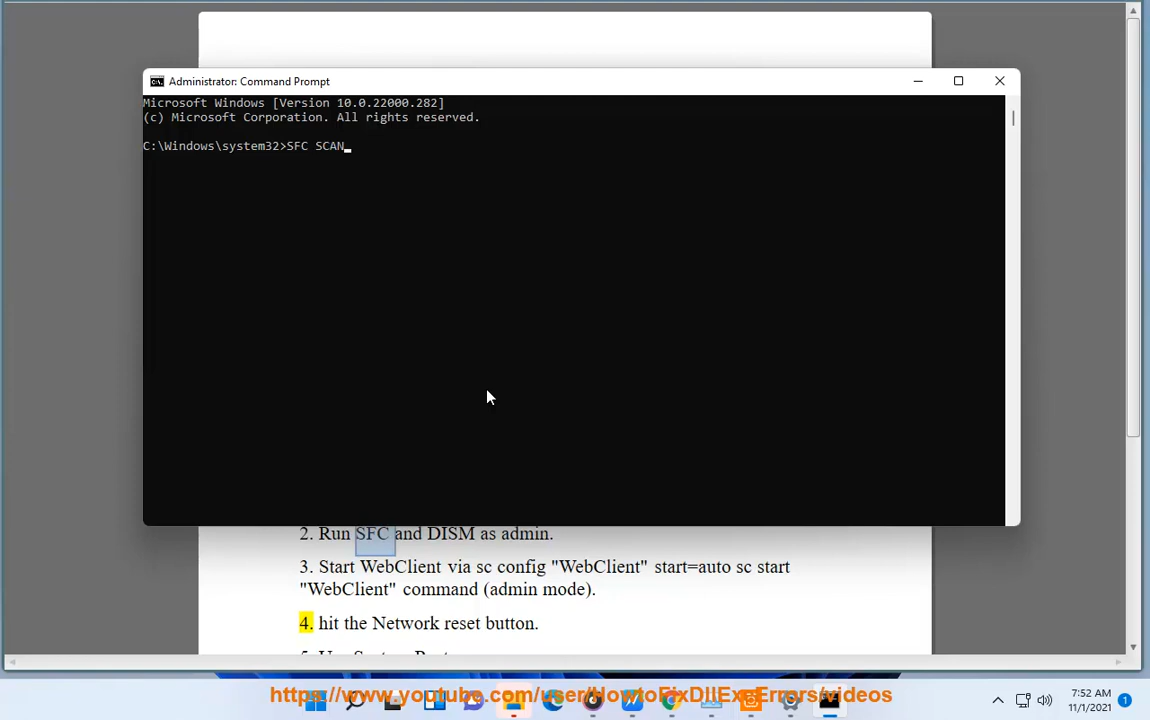 Administrator: Command Prompt
Microsoft Windows [Version 10.0.22000.282]
(c) Microsoft Corporation. All rights reserved.
C:\Windows\system32>SFC SCAN
2. Run SFC and DISM as admin.
3. Start WebClient via sc config "WebClient" start=auto sc start
"WebClient" command (admin mode).
4. hit the Network reset button.
https://www.youtube.com/user/HowtoFixDllExeErrors/videos
7:52 AM
11/1/2021
1